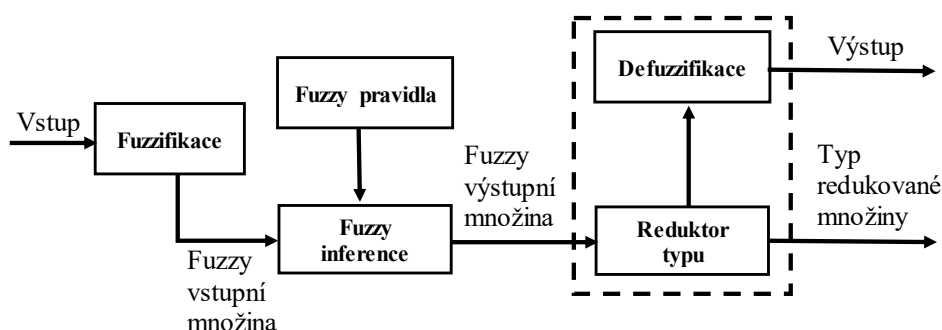 Vstup
Fuzzifikace
Fuzzy pravidla
Fuzzy
vstupní
množina
Fuzzy
inference
Fuzzy
výstupní
množina
Defuzzifikace
Výstup
Reduktor
typu
Typ
redukované
množiny